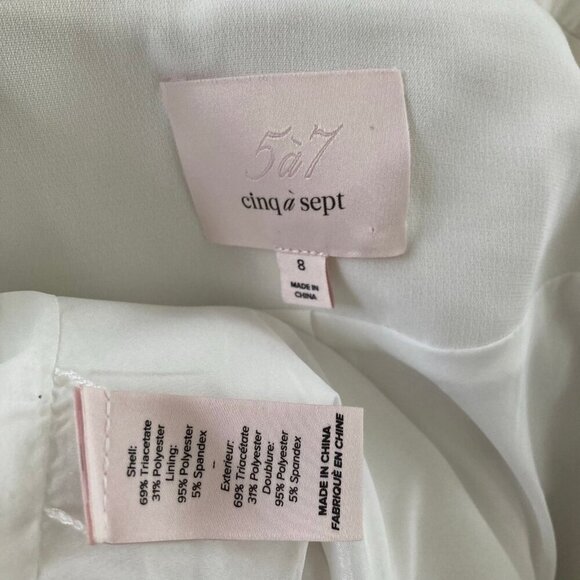 5à7
cinq à sept
8
MADE IN
CHINA
Shell:
69% Triacetate
31% Polyester
Lining:
95% Polyester
5% Spandex
-
Exterieur:
69% Triacétate
31% Polyester
Doublure:
95% Polyester
5% Spandex
MADE IN CHINA
FABRIQUÉ EN CHINE